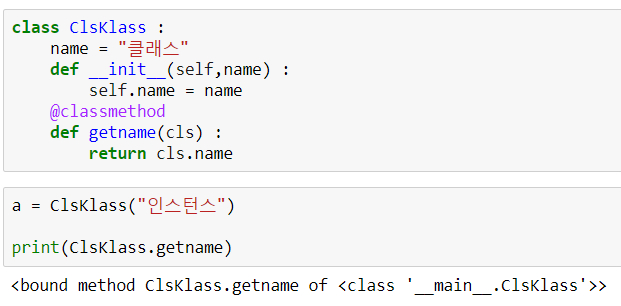 class ClsKlass :
    name = "클래스"
    def __init__(self,name) :
        self.name = name
    @classmethod
    def getname(cls) :
        return cls.name
a = ClsKlass("인스턴스")
print(ClsKlass.getname)
<bound method ClsKlass.getname of <class '__main__.ClsKlass'>>